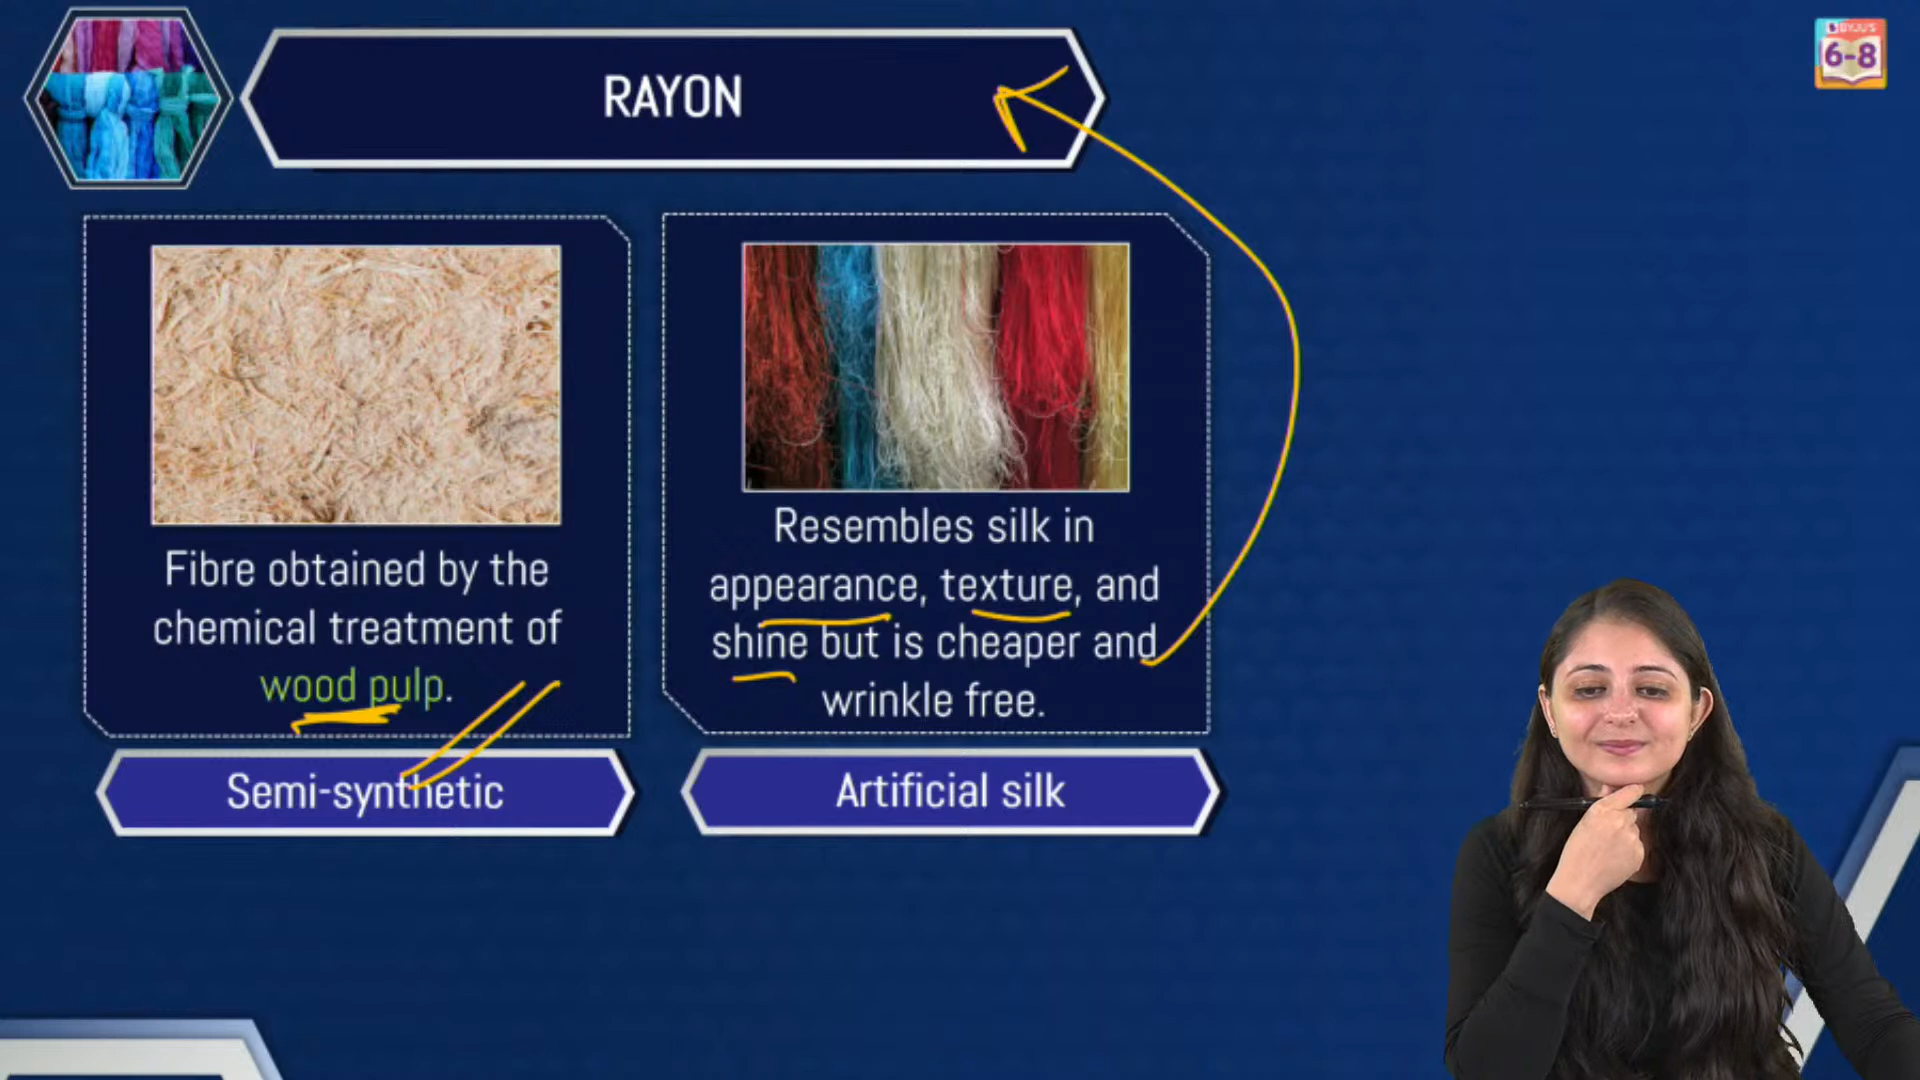 RAYON
BYJU'S
6-8
Fibre obtained by the
chemical treatment of
wood pulp.
Semi-synthetic
Resembles silk in
appearance, texture, and
shine but is cheaper and
wrinkle free.
Artificial silk